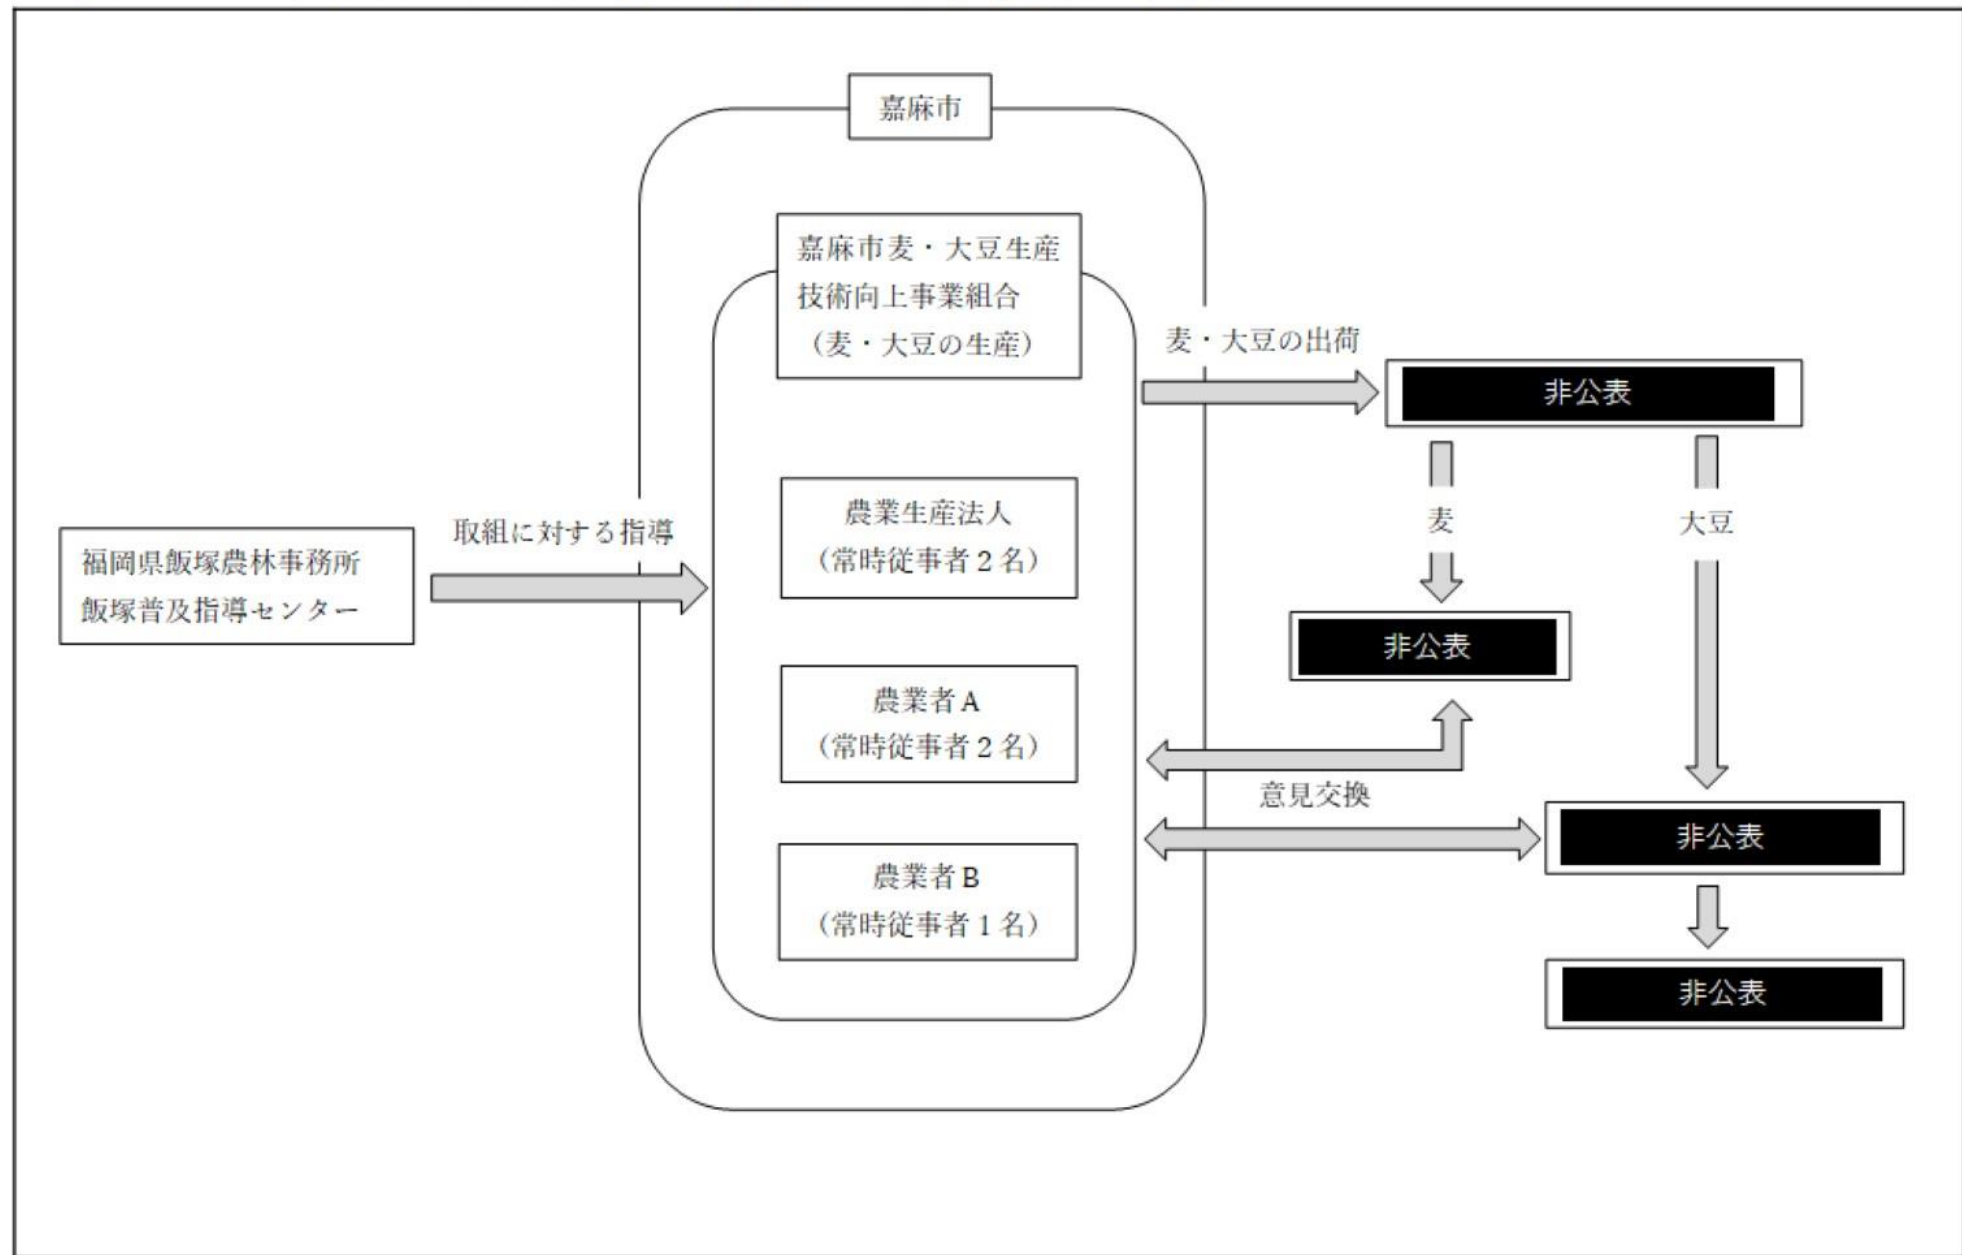 嘉麻市
嘉麻市麦・大豆生産
技術向上事業組合
（麦・大豆の生産）
麦・大豆の出荷
非公表
農業生産法人
（常時従事者２名）
麦
大豆
取組に対する指導
福岡県飯塚農林事務所
飯塚普及指導センター
非公表
農業者Ａ
（常時従事者２名）
意見交換
非公表
農業者Ｂ
（常時従事者１名）
非公表